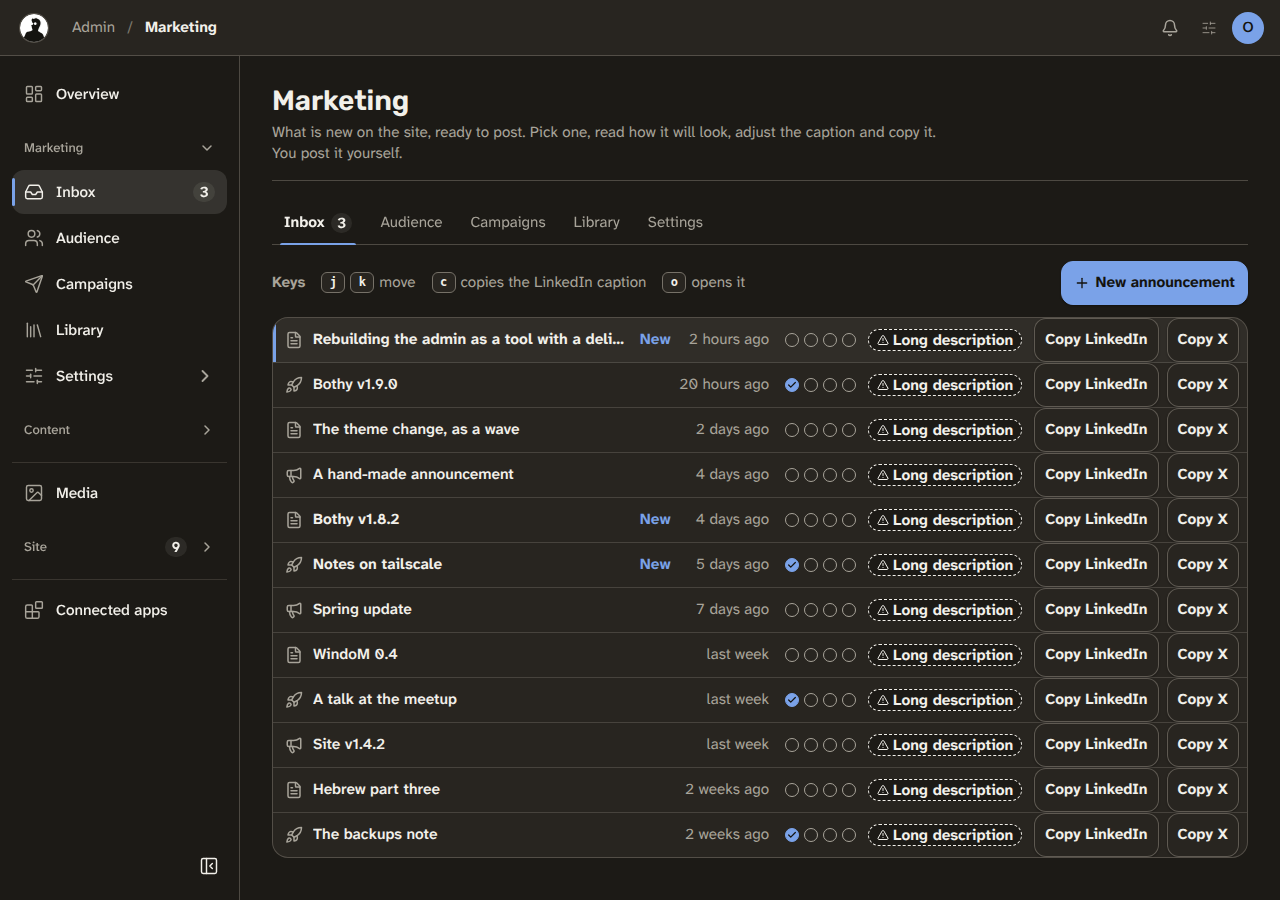 Admin / Marketing
O
Overview
Marketing
Inbox 3
Audience
Campaigns
Library
Settings
Content
Media
Site 9
Connected apps
Marketing
What is new on the site, ready to post. Pick one, read how it will look, adjust the caption and copy it.
You post it yourself.
Inbox 3 Audience Campaigns Library Settings
Keys j k move c copies the LinkedIn caption o opens it
+ New announcement
Rebuilding the admin as a tool with a deli... New 2 hours ago Long description Copy LinkedIn Copy X
Bothy v1.9.0 20 hours ago Long description Copy LinkedIn Copy X
The theme change, as a wave 2 days ago Long description Copy LinkedIn Copy X
A hand-made announcement 4 days ago Long description Copy LinkedIn Copy X
Bothy v1.8.2 New 4 days ago Long description Copy LinkedIn Copy X
Notes on tailscale New 5 days ago Long description Copy LinkedIn Copy X
Spring update 7 days ago Long description Copy LinkedIn Copy X
WindoM 0.4 last week Long description Copy LinkedIn Copy X
A talk at the meetup last week Long description Copy LinkedIn Copy X
Site v1.4.2 last week Long description Copy LinkedIn Copy X
Hebrew part three 2 weeks ago Long description Copy LinkedIn Copy X
The backups note 2 weeks ago Long description Copy LinkedIn Copy X